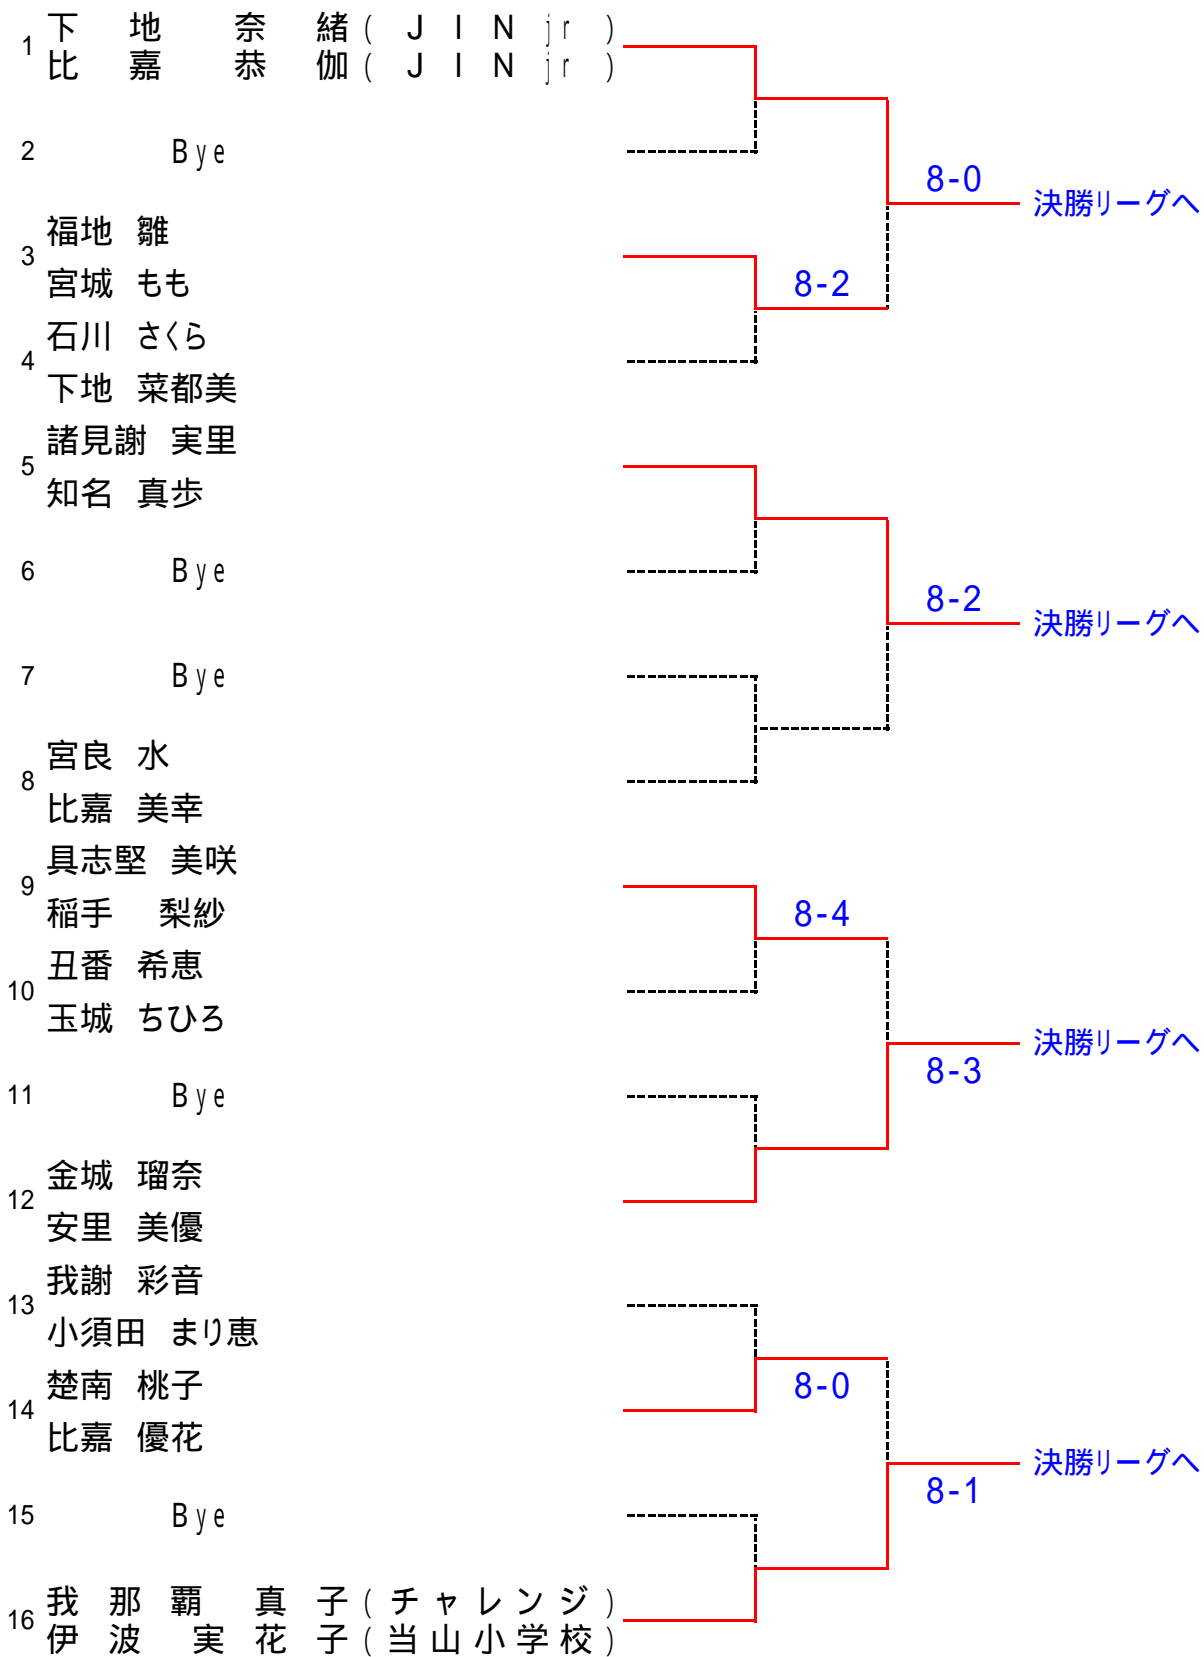 1 下地 奈緒(JINjr)
比嘉 恭伽(JINjr)
2 Bye
8-0
決勝リーグへ
3 福地 雛
宮城 もも
8-2
4 石川 さくら
下地 菜都美
5 諸見謝 実里
知名 真歩
6 Bye
8-2
決勝リーグへ
7 Bye
8 宮良 水
比嘉 美幸
9 具志堅 美咲
稲手 梨紗
8-4
10 丑番 希恵
玉城 ちひろ
決勝リーグへ
8-3
11 Bye
12 金城 瑠奈
安里 美優
13 我謝 彩音
小須田 まり恵
8-0
14 楚南 桃子
比嘉 優花
決勝リーグへ
8-1
15 Bye
16 我那覇 真子(チャレンジ)
伊波 実花子(当山小学校)